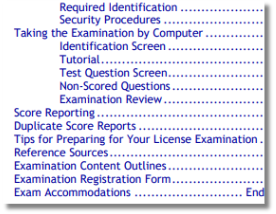 Required Identification ....................
Security Procedures ........................
Taking the Examination by Computer ....................
Identification Screen ......................
Tutorial ........................................
Test Question Screen .......................
Non-Scored Questions .....................
Examination Review .......................
Score Reporting ......................................
Duplicate Score Reports ............................
Tips for Preparing for Your License Examination .
Reference Sources ..................................
Examination Content Outlines ....................
Examination Registration Form ...................
Exam Accommodations ....................... End